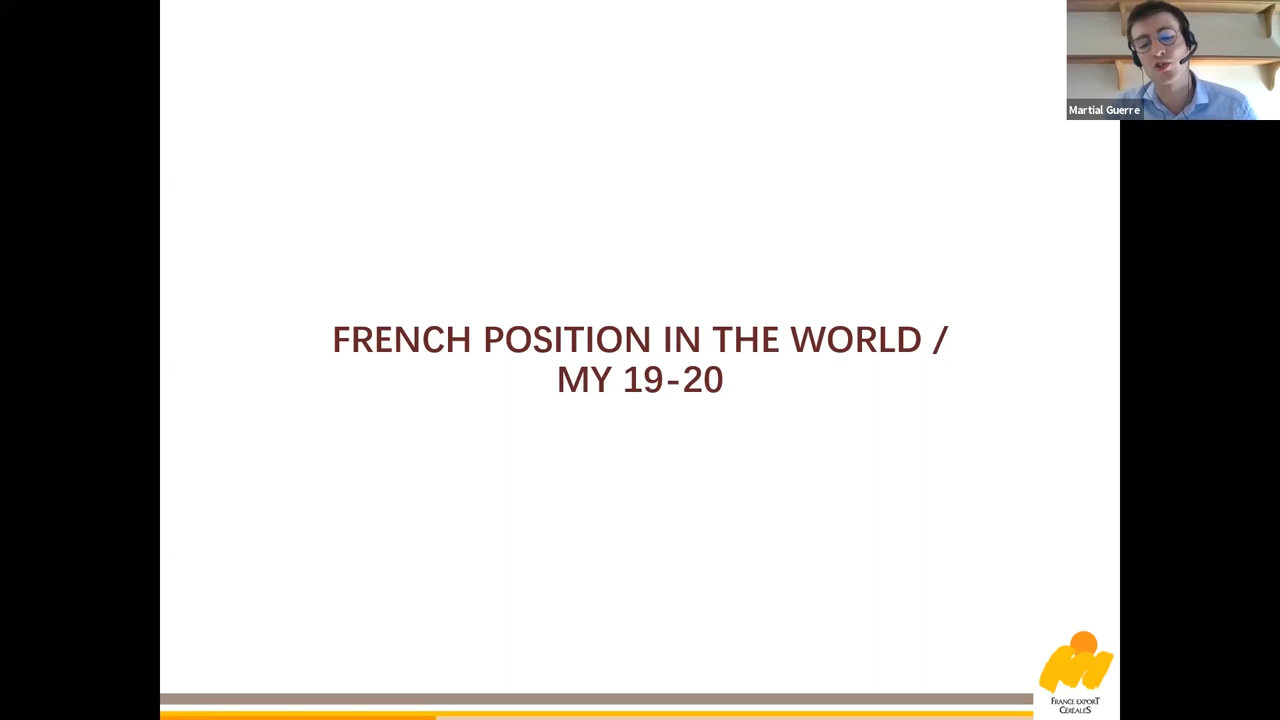 Martial Guerre
FRENCH POSITION IN THE WORLD /
MY 19-20
FRANCE EXPORT
CÉRÉALES